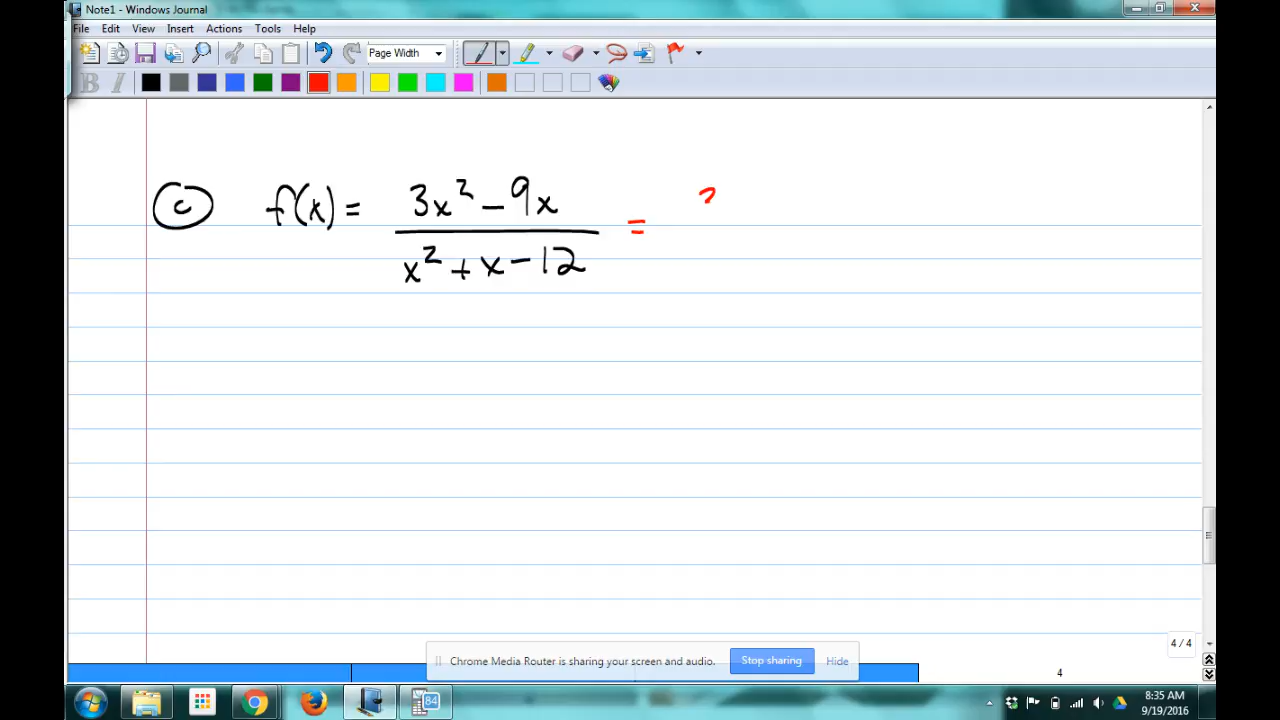 Note1 - Windows Journal
File Edit View Insert Actions Tools Help
Page Width
B I
c f(x) = 3x² - 9x =
x² + x - 12
4 / 4
Chrome Media Router is sharing your screen and audio. Stop sharing Hide
4
84
8:35 AM
9/19/2016